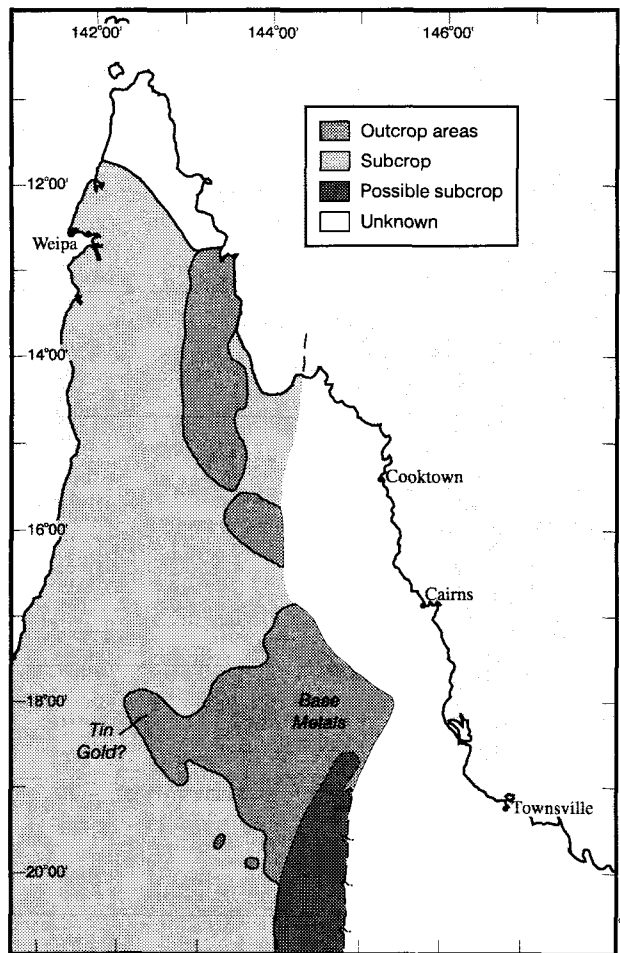 142°00' 144°00' 146°00'
Outcrop areas
Subcrop
Possible subcrop
Unknown
12°00'
Weipa
14°00'
Cooktown
16°00'
Cairns
18°00'
Base
Metals
Tin
Gold?
Townsville
20°00'